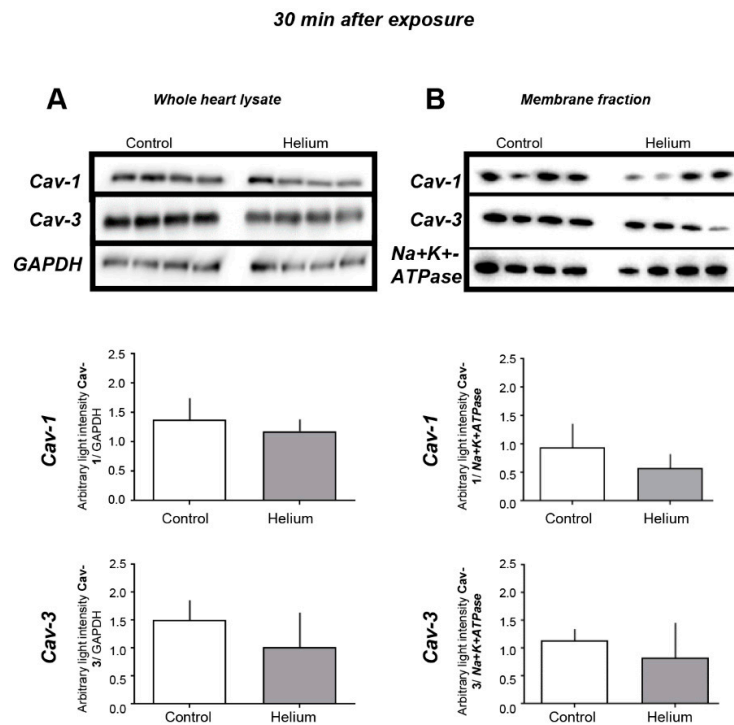 30 min after exposure
A
Whole heart lysate
Control
Helium
Cav-1
Cav-3
GAPDH
B
Membrane fraction
Control
Helium
Cav-1
Cav-3
Na+K+-
ATPase
Cav-1
Arbitrary light intensity Cav-
1/ GAPDH
2.5
2.0
1.5
1.0
0.5
0.0
Control
Helium
Cav-1
Arbitrary light intensity Cav-
1/ Na+K+ATPase
2.5
2.0
1.5
1.0
0.5
0.0
Control
Helium
Cav-3
Arbitrary light intensity Cav-
3/ GAPDH
2.5
2.0
1.5
1.0
0.5
0.0
Control
Helium
Cav-3
Arbitrary light intensity Cav-
3/ Na+K+ATPase
2.5
2.0
1.5
1.0
0.5
0.0
Control
Helium